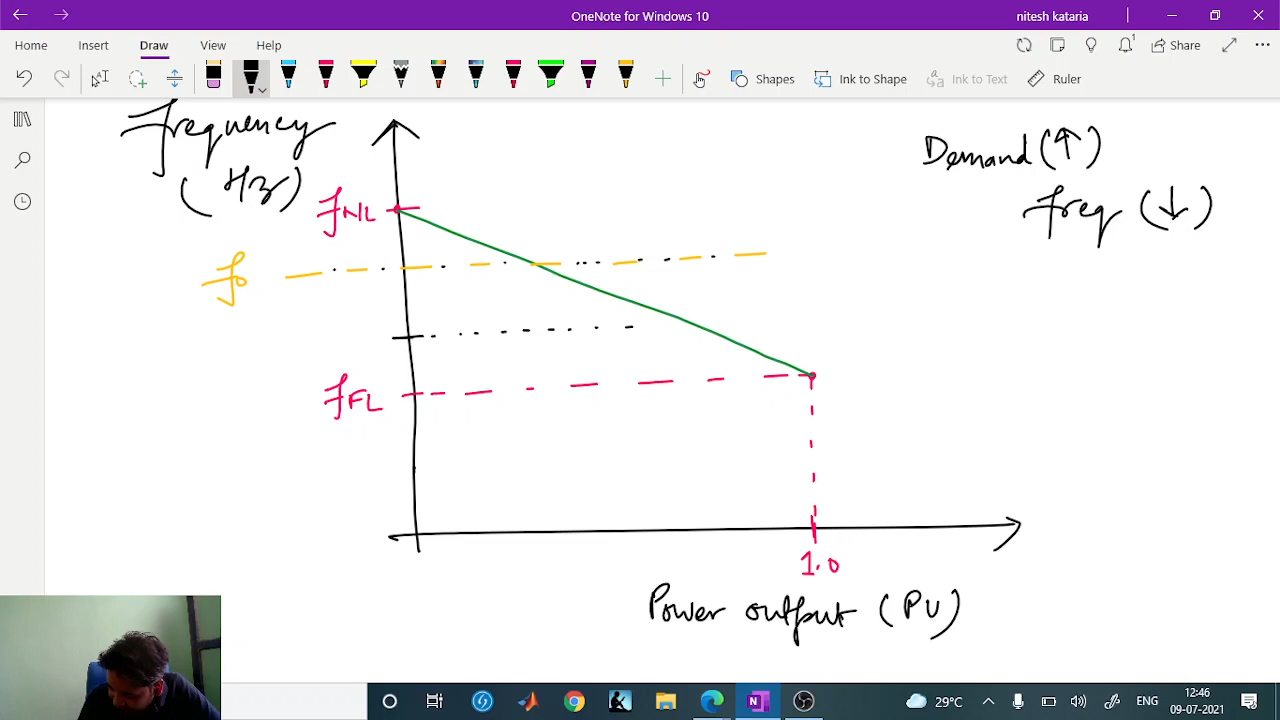 OneNote for Windows 10
nitesh kataria
Home Insert Draw View Help
Share
Shapes Ink to Shape Ink to Text Ruler
Frequency
(Hz)
Demand (↑)
freq (↓)
fNL
fo
fFL
1.0
Power output (PU)
29°C
ENG
12:46
09-07-2021